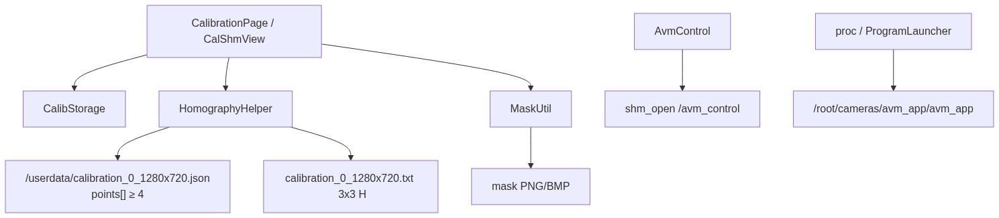 CalibrationPage /
CalShmView
AvmControl
proc / ProgramLauncher
CalibStorage
HomographyHelper
MaskUtil
shm_open /avm_control
/root/cameras/avm_app/avm_app
/userdata/calibration_0_1280x720.json
points[] ≥ 4
calibration_0_1280x720.txt
3x3 H
mask PNG/BMP